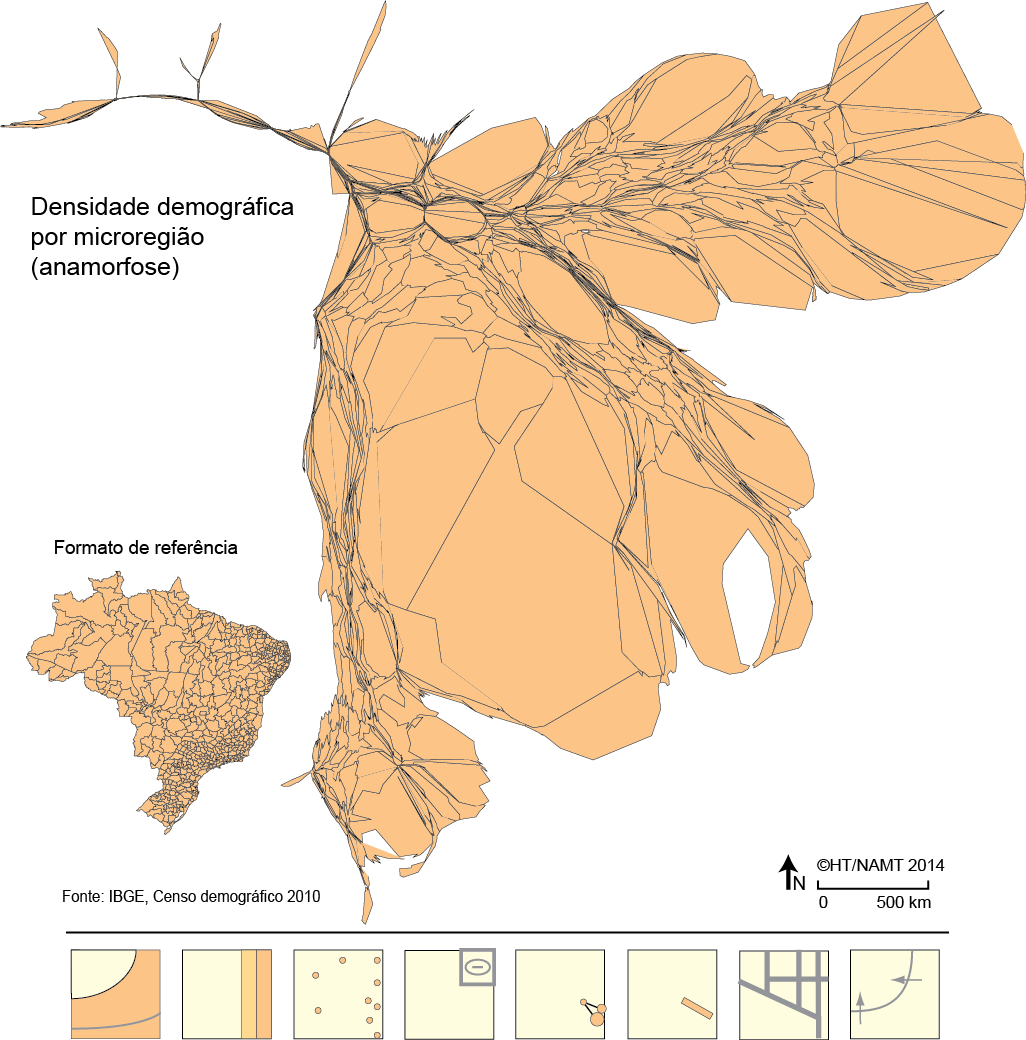 Densidade demográfica
por microregião
(anamorfose)
Formato de referência
©HT/NAMT 2014
N
0 500 km
Fonte: IBGE, Censo demográfico 2010